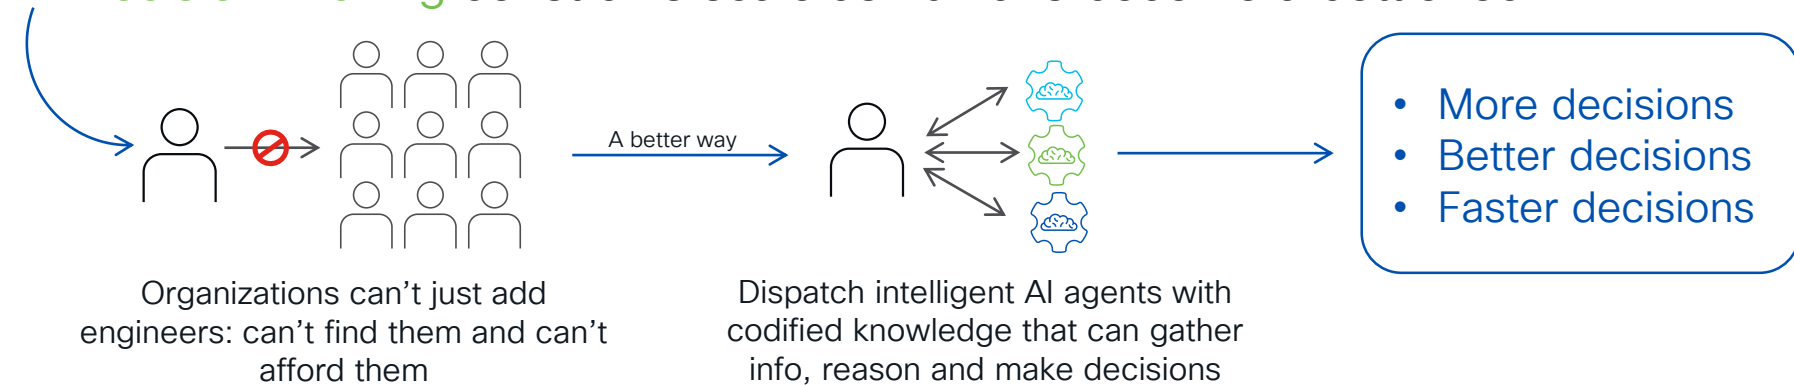 A better way
• More decisions
• Better decisions
• Faster decisions
Organizations can’t just add
engineers: can’t find them and can’t
afford them
Dispatch intelligent AI agents with
codified knowledge that can gather
info, reason and make decisions